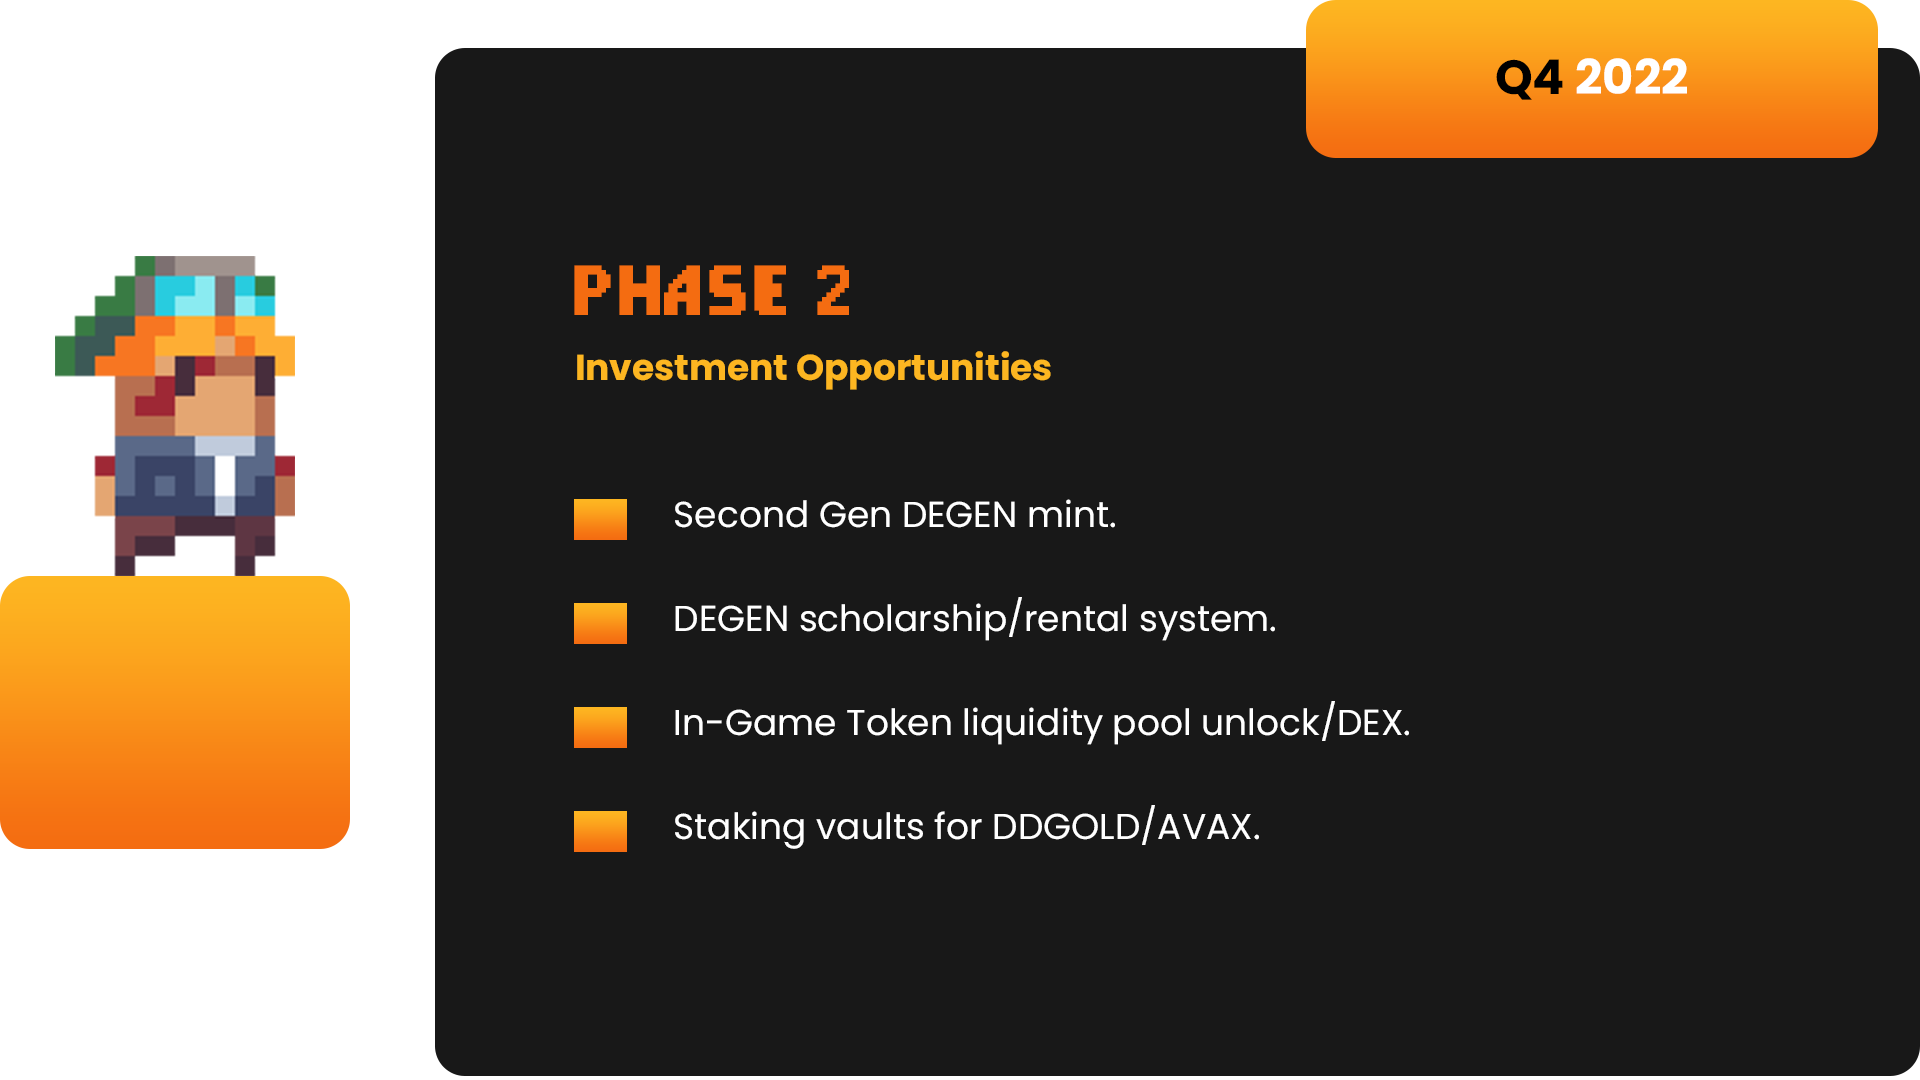 Q4 2022
PHASE 2
Investment Opportunities
Second Gen DEGEN mint.
DEGEN scholarship/rental system.
In-Game Token liquidity pool unlock/DEX.
Staking vaults for DDGOLD/AVAX.